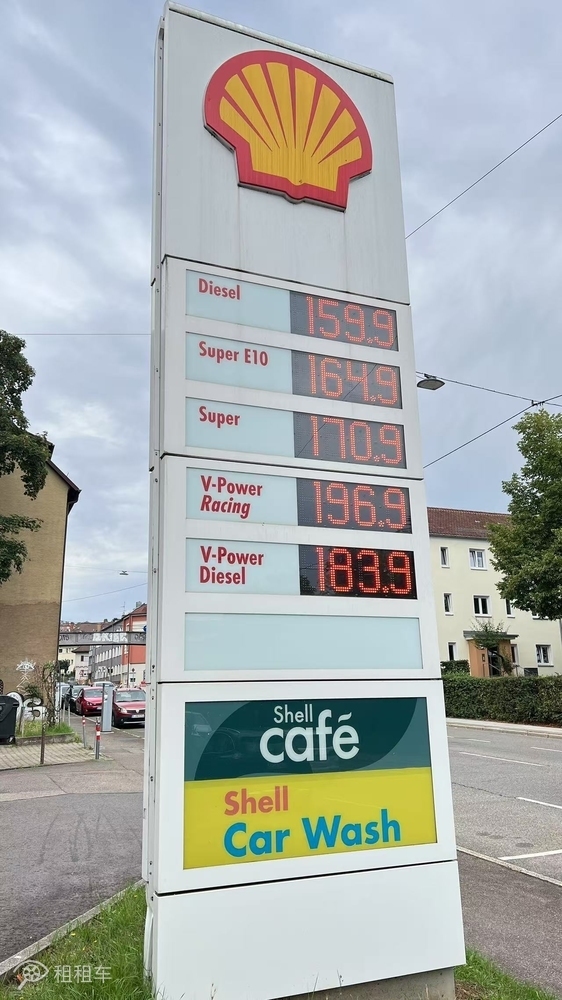 Diesel
159.9
Super E10
164.9
Super
170.9
V-Power
Racing
196.9
V-Power
Diesel
183.9
Shell
café
Shell
Car Wash
租租车